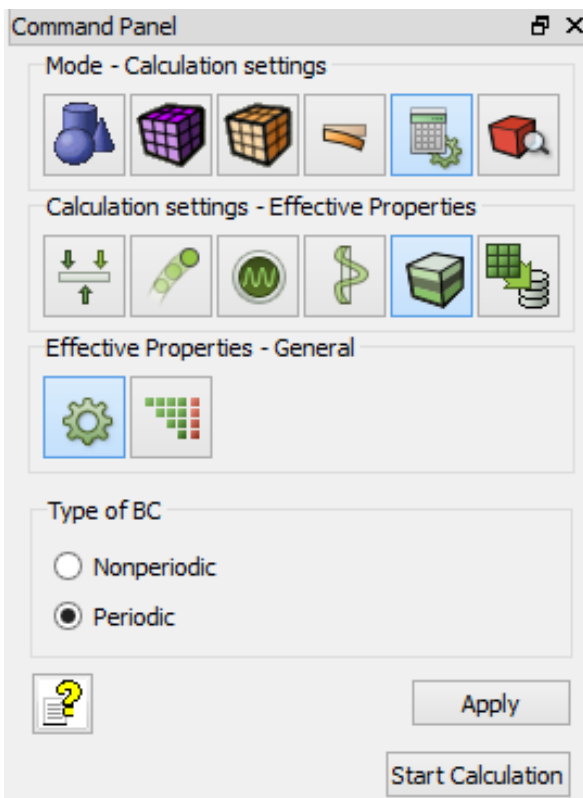 Command Panel
Mode - Calculation settings
Calculation settings - Effective Properties
Effective Properties - General
Type of BC
Nonperiodic
Periodic
Apply
Start Calculation